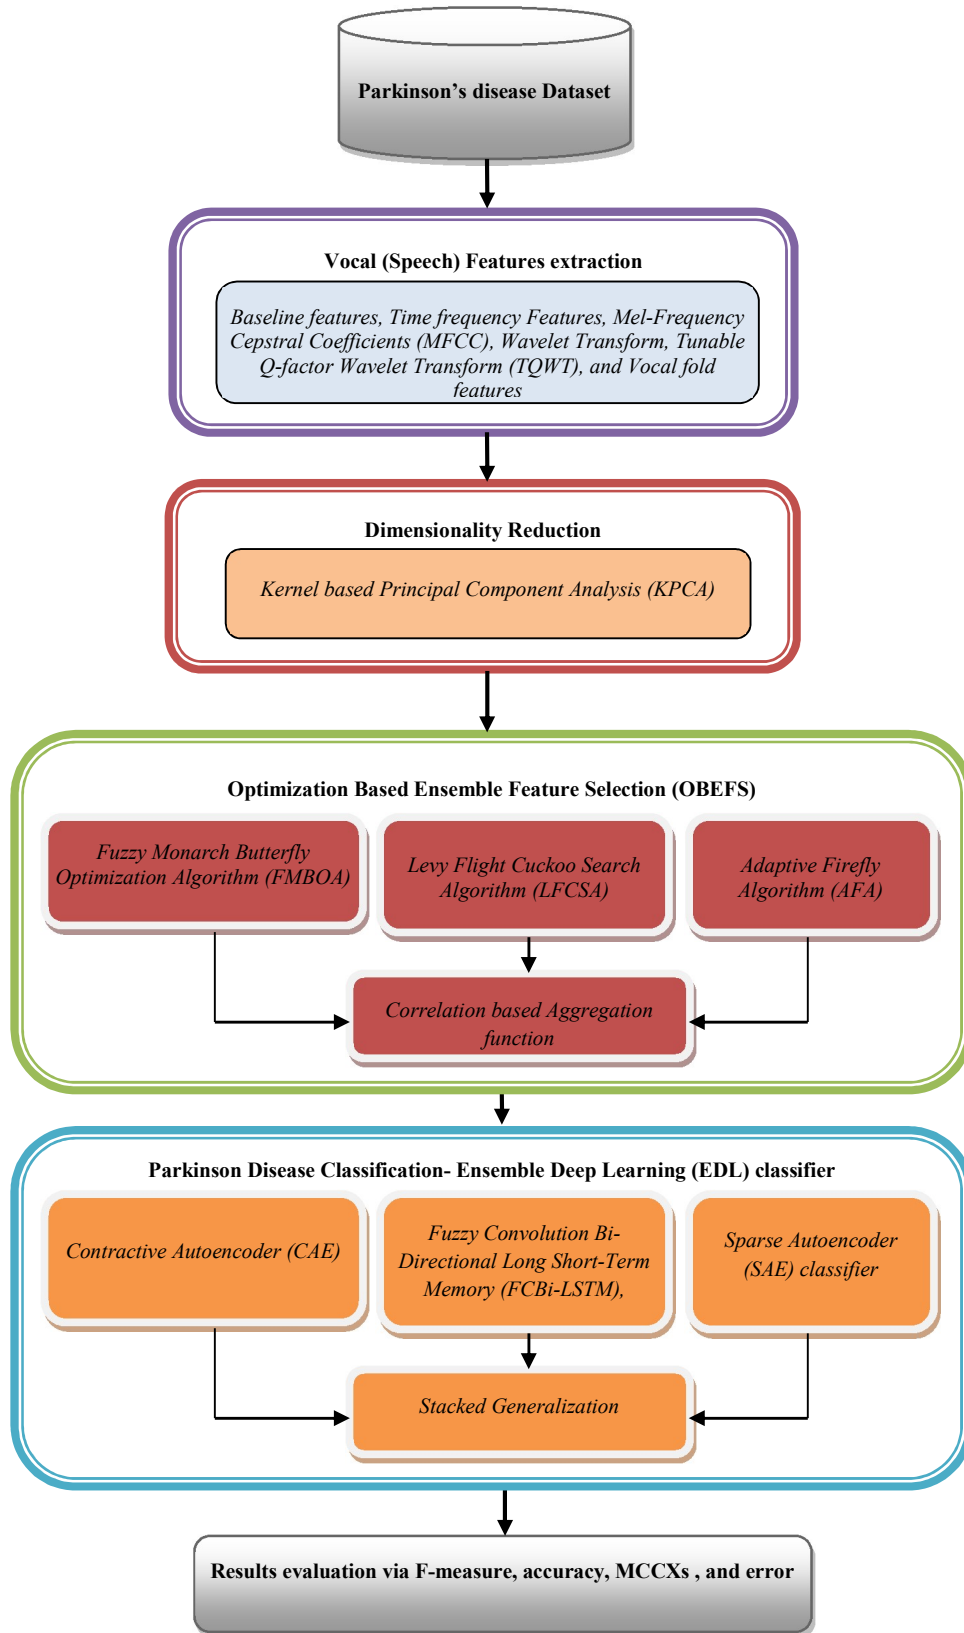 Parkinson's disease Dataset
Vocal (Speech) Features extraction
Baseline features, Time frequency Features, Mel-Frequency
Cepstral Coefficients (MFCC), Wavelet Transform, Tunable
Q-factor Wavelet Transform (TQWT), and Vocal fold
features
Dimensionality Reduction
Kernel based Principal Component Analysis (KPCA)
Optimization Based Ensemble Feature Selection (OBEFS)
Fuzzy Monarch Butterfly
Optimization Algorithm (FMBOA)
Levy Flight Cuckoo Search
Algorithm (LFCSA)
Adaptive Firefly
Algorithm (AFA)
Correlation based Aggregation
function
Parkinson Disease Classification- Ensemble Deep Learning (EDL) classifier
Contractive Autoencoder (CAE)
Fuzzy Convolution Bi-
Directional Long Short-Term
Memory (FCBi-LSTM),
Sparse Autoencoder
(SAE) classifier
Stacked Generalization
Results evaluation via F-measure, accuracy, MCCXs , and error